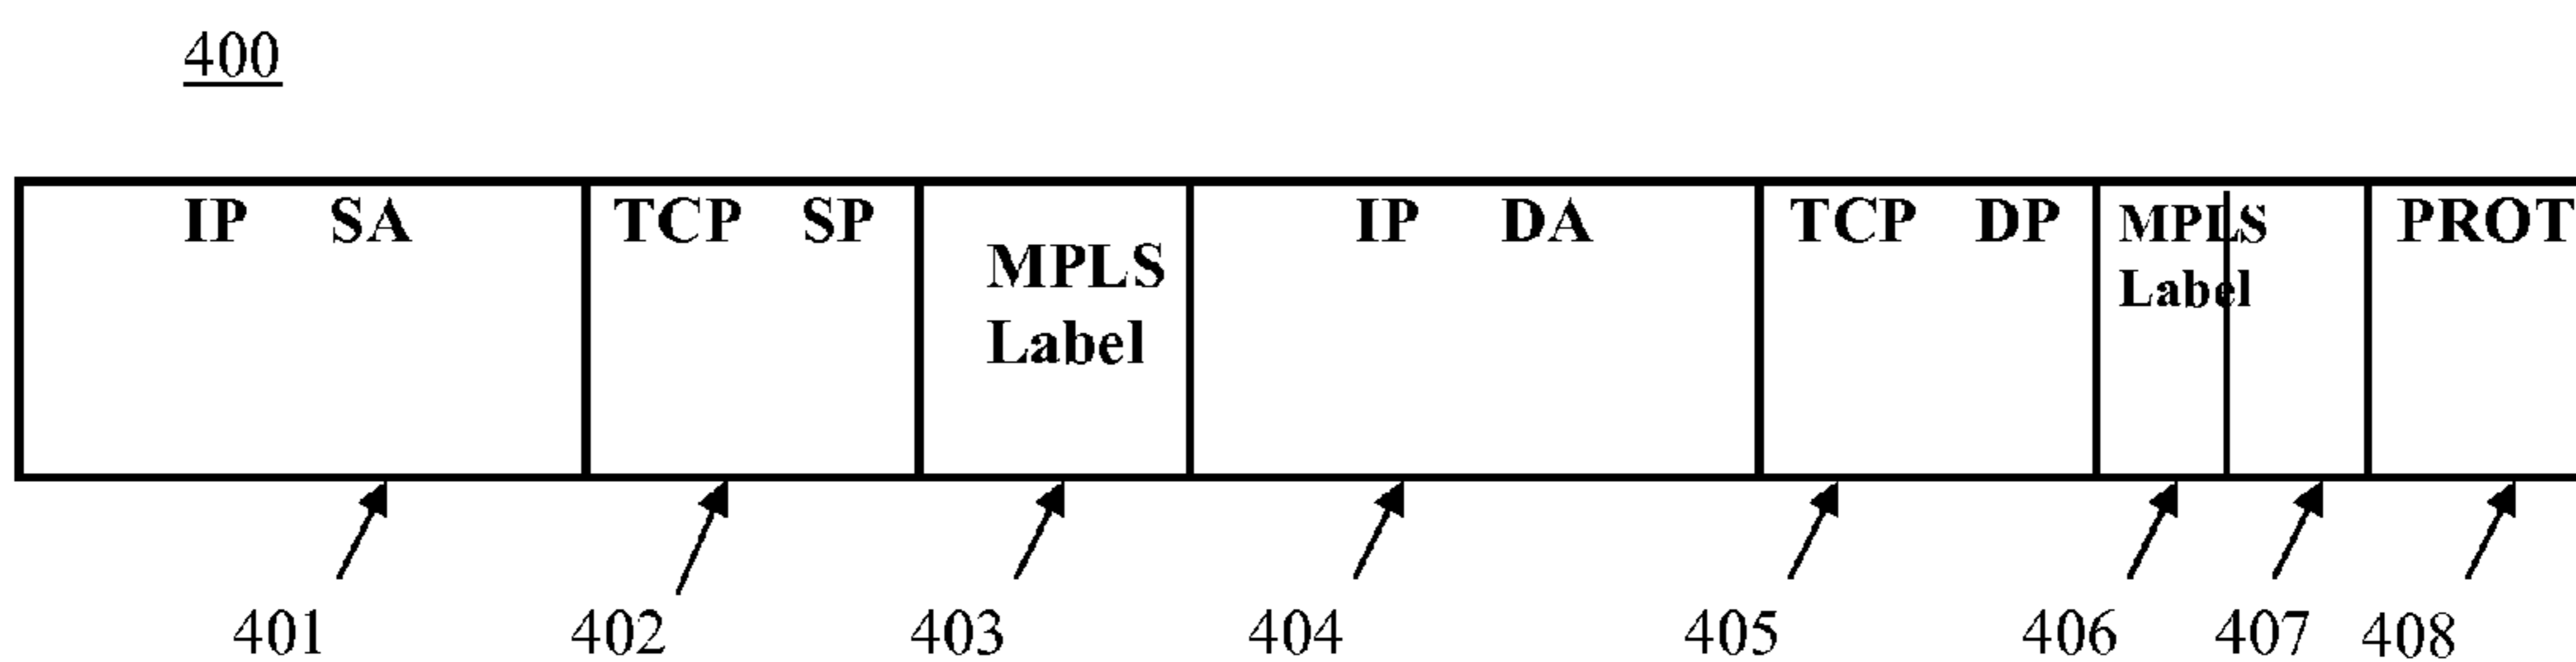 400
IP SA
TCP SP
MPLS
Label
IP DA
TCP DP
MPLS
Label
PROT
401 402 403 404 405 406 407 408